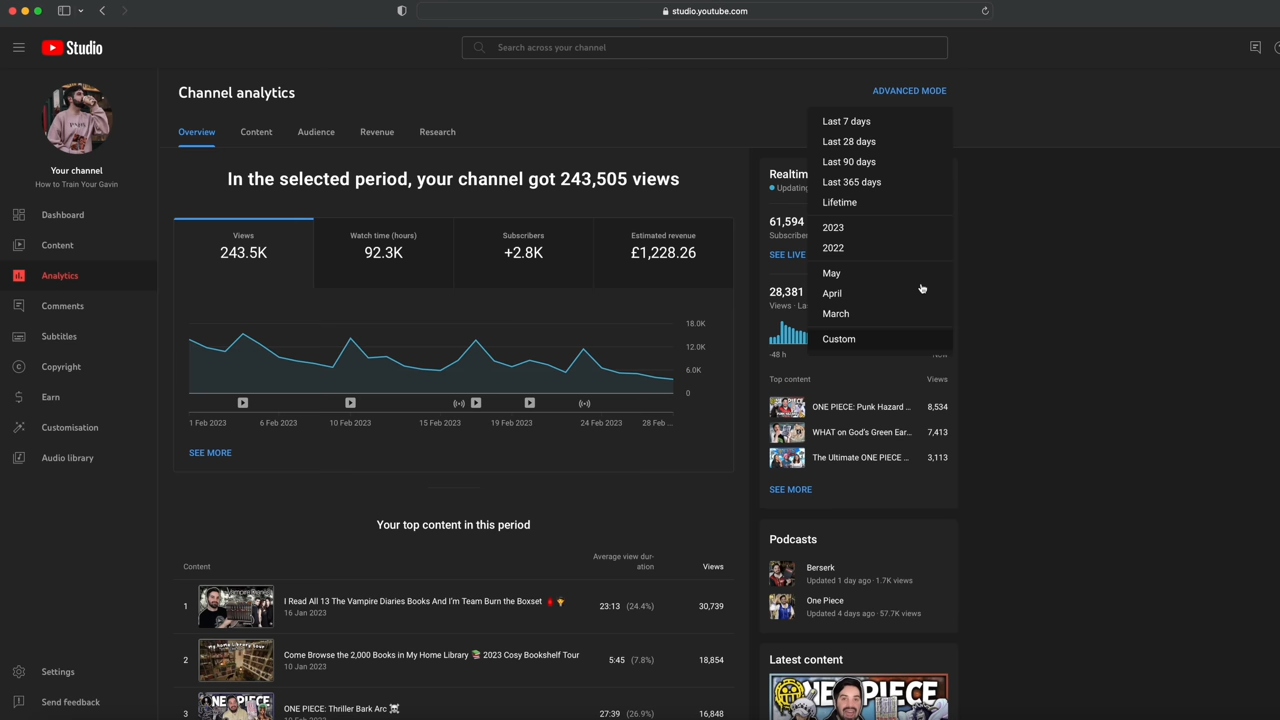 studio.youtube.com
Studio
Search across your channel
Your channel
How to Train Your Gavin
Dashboard
Content
Analytics
Comments
Subtitles
Copyright
Earn
Customisation
Audio library
Settings
Send feedback
Channel analytics
ADVANCED MODE
Overview
Content
Audience
Revenue
Research
In the selected period, your channel got 243,505 views
Views
243.5K
Watch time (hours)
92.3K
Subscribers
+2.8K
Estimated revenue
£1,228.26
18.0K
12.0K
6.0K
0
1 Feb 2023
6 Feb 2023
10 Feb 2023
15 Feb 2023
19 Feb 2023
24 Feb 2023
28 Feb ...
SEE MORE
Your top content in this period
Content
Average view dur-
ation
Views
1
I Read All 13 The Vampire Diaries Books And I'm Team Burn the Boxset
16 Jan 2023
23:13 (24.4%)
30,739
2
Come Browse the 2,000 Books in My Home Library 📚 2023 Cosy Bookshelf Tour
10 Jan 2023
5:45 (7.8%)
18,854
3
ONE PIECE: Thriller Bark Arc ☠️
27:39 (26.9%)
16,848
Last 7 days
Last 28 days
Last 90 days
Last 365 days
Lifetime
2023
2022
May
April
March
Custom
Realtim
Updating
61,594
Subscribe
SEE LIVE
28,381
Views · La
-48 h
Now
Top content
Views
ONE PIECE: Punk Hazard ...
8,534
WHAT on God's Green Ear...
7,413
The Ultimate ONE PIECE ...
3,113
SEE MORE
Podcasts
Berserk
Updated 1 day ago · 1.7K views
One Piece
Updated 4 days ago · 57.7K views
Latest content